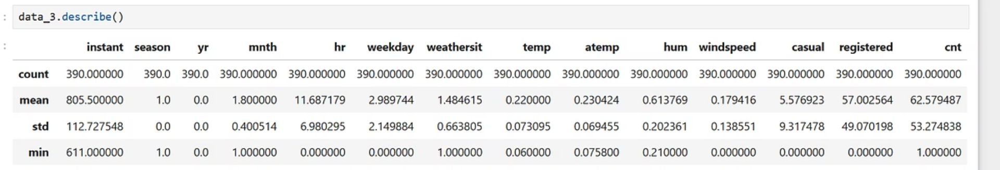 : data_3.describe()
: instant season yr mnth hr weekday weathersit temp atemp hum windspeed casual registered cnt
count 390.000000 390.0 390.0 390.000000 390.000000 390.000000 390.000000 390.000000 390.000000 390.000000 390.000000 390.000000 390.000000 390.000000
mean 805.500000 1.0 0.0 1.800000 11.687179 2.989744 1.484615 0.220000 0.230424 0.613769 0.179416 5.576923 57.002564 62.579487
std 112.727548 0.0 0.0 0.400514 6.980295 2.149884 0.663805 0.073095 0.069455 0.202361 0.138551 9.317478 49.070198 53.274838
min 611.000000 1.0 0.0 1.000000 0.000000 0.000000 1.000000 0.060000 0.075800 0.210000 0.000000 0.000000 0.000000 1.000000